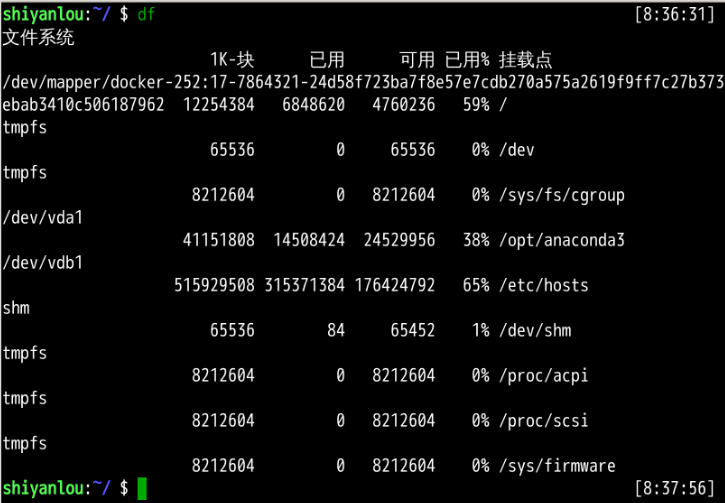 shiyanlou:~/ $ df [8:36:31]
文件系统
1K-块 已用 可用 已用% 挂载点
/dev/mapper/docker-252:17-7864321-24d58f723ba7f8e57e7cdb270a575a2619f9ff7c27b373
ebab3410c506187962 12254384 6848620 4760236 59% /
tmpfs
65536 0 65536 0% /dev
tmpfs
8212604 0 8212604 0% /sys/fs/cgroup
/dev/vda1
41151808 14508424 24529956 38% /opt/anaconda3
/dev/vdb1
515929508 315371384 176424792 65% /etc/hosts
shm
65536 84 65452 1% /dev/shm
tmpfs
8212604 0 8212604 0% /proc/acpi
tmpfs
8212604 0 8212604 0% /proc/scsi
tmpfs
8212604 0 8212604 0% /sys/firmware
shiyanlou:~/ $ [8:37:56]